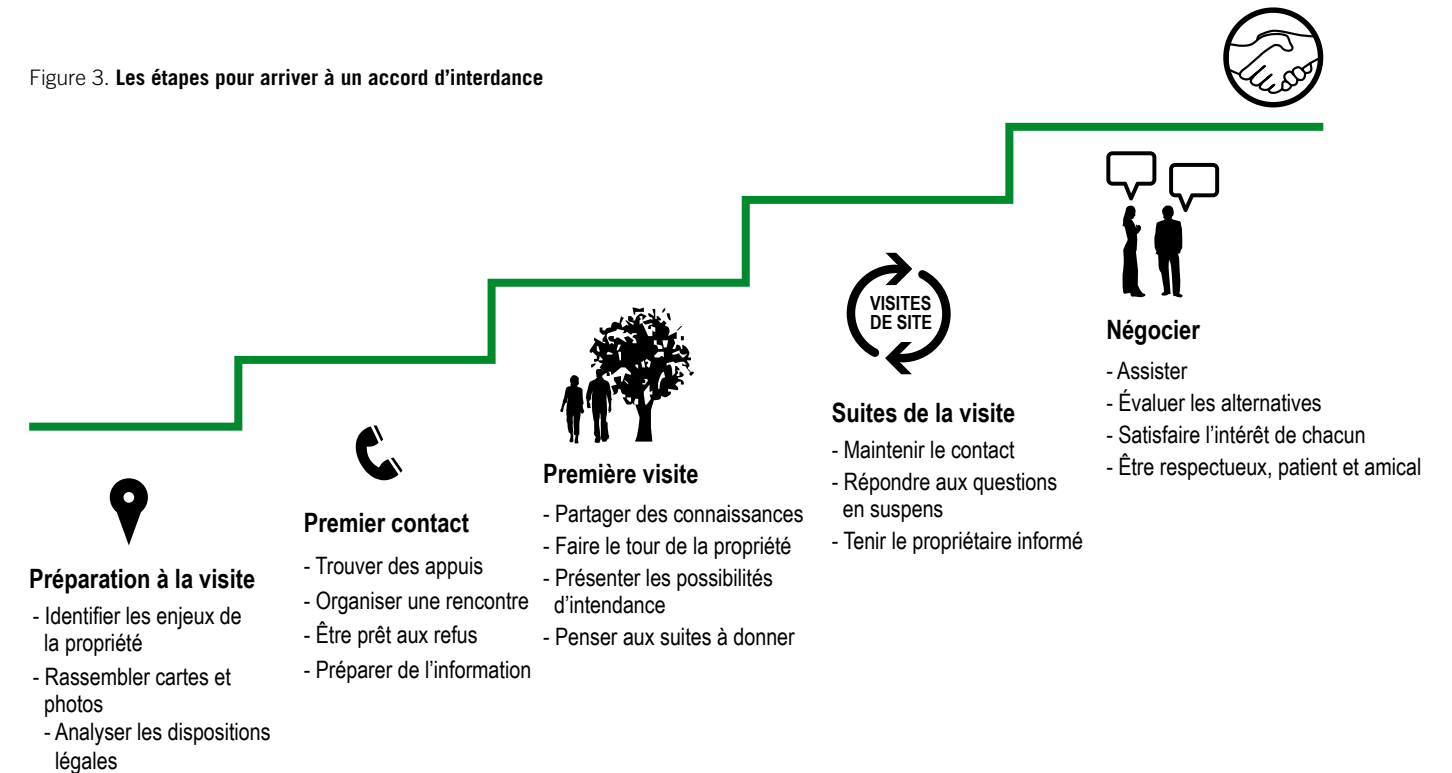 Figure 3. Les étapes pour arriver à un accord d'interdance
Préparation à la visite
- Identifier les enjeux de
la propriété
- Rassembler cartes et
photos
- Analyser les dispositions
légales
Premier contact
- Trouver des appuis
- Organiser une rencontre
- Être prêt aux refus
- Préparer de l'information
Première visite
- Partager des connaissances
- Faire le tour de la propriété
- Présenter les possibilités
d'intendance
- Penser aux suites à donner
VISITES
DE SITE
Suites de la visite
- Maintenir le contact
- Répondre aux questions
en suspens
- Tenir le propriétaire informé
Négocier
- Assister
- Évaluer les alternatives
- Satisfaire l'intérêt de chacun
- Être respectueux, patient et amical